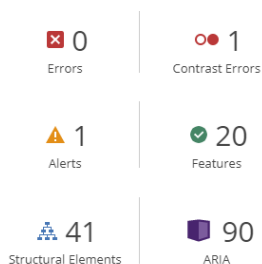 0
Errors
1
Contrast Errors
1
Alerts
20
Features
41
Structural Elements
90
ARIA